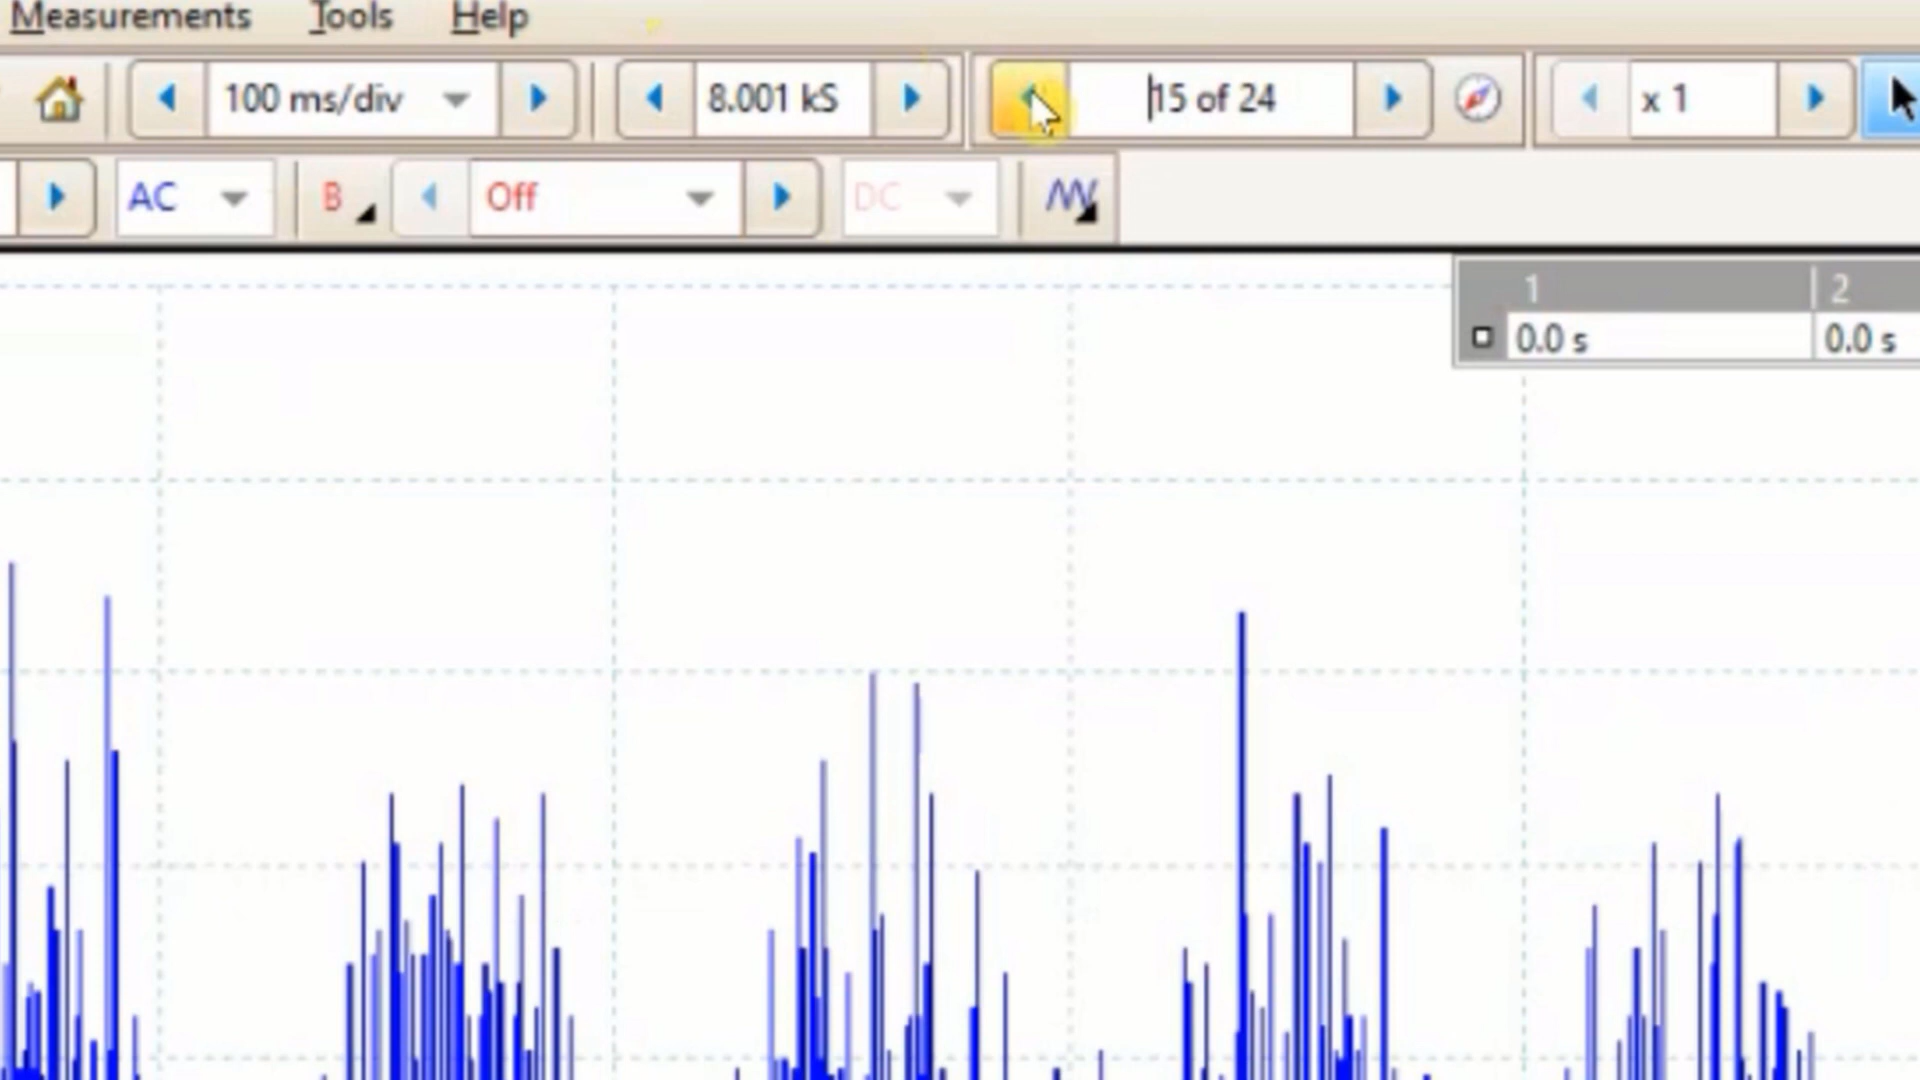 Measurements Tools Help
100 ms/div 8.001 kS 15 of 24 x 1
AC B Off DC
1 2
0.0 s 0.0 s